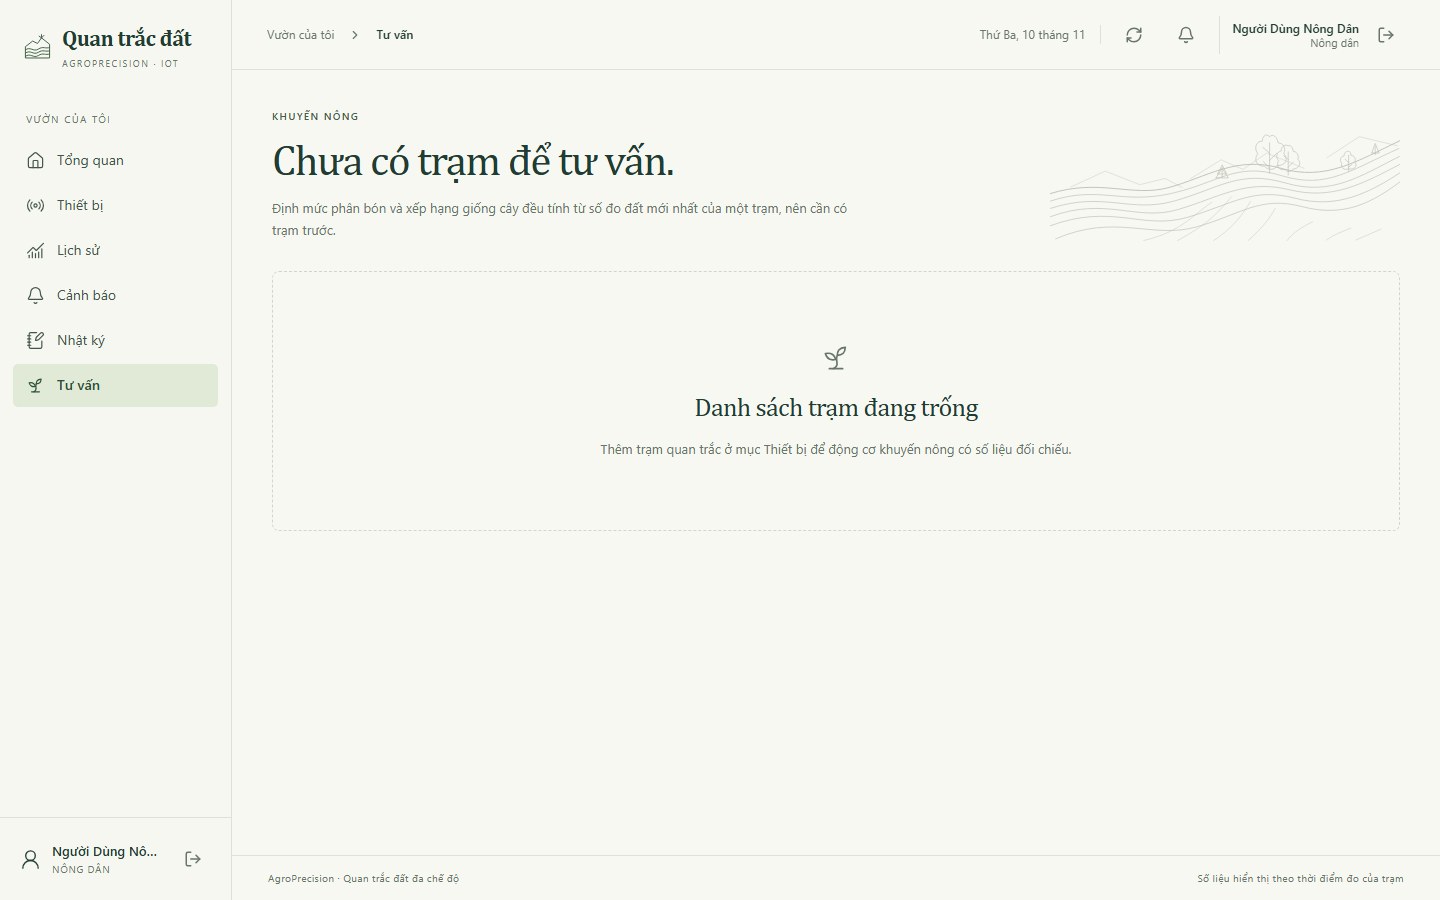 Quan trắc đất
AGROPRECISION · IOT
VƯỜN CỦA TÔI
Tổng quan
Thiết bị
Lịch sử
Cảnh báo
Nhật ký
Tư vấn
Người Dùng Nô...
NÔNG DÂN
Vườn của tôi > Tư vấn
Thứ Ba, 10 tháng 11
Người Dùng Nông Dân
Nông dân
KHUYẾN NÔNG
Chưa có trạm để tư vấn.
Định mức phân bón và xếp hạng giống cây đều tính từ số đo đất mới nhất của một trạm, nên cần có
trạm trước.
Danh sách trạm đang trống
Thêm trạm quan trắc ở mục Thiết bị để động cơ khuyến nông có số liệu đối chiếu.
AgroPrecision · Quan trắc đất đa chế độ
Số liệu hiển thị theo thời điểm đo của trạm